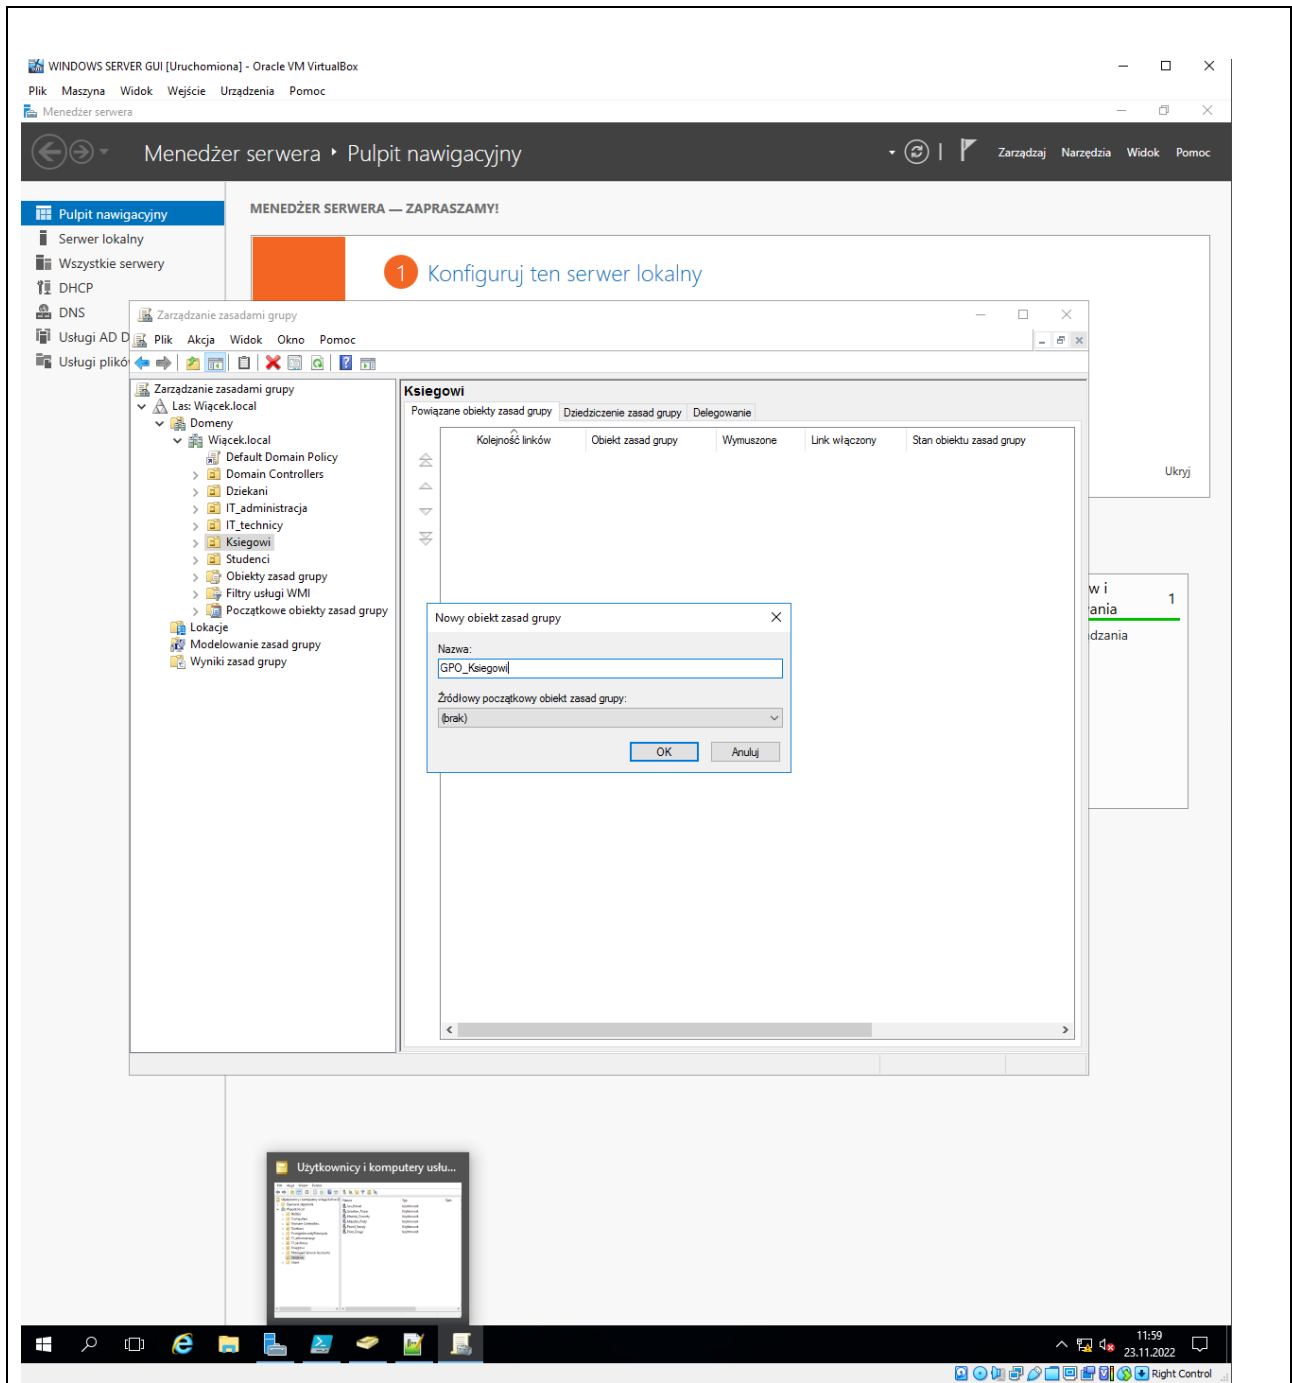 WINDOWS SERVER GUI [Uruchomiona] - Oracle VM VirtualBox
Plik Maszyna Widok Wejście Urządzenia Pomoc
Menedżer serwera
Menedżer serwera Pulpit nawigacyjny
Zarządzaj Narzędzia Widok Pomoc
Pulpit nawigacyjny
Serwer lokalny
Wszystkie serwery
DHCP
DNS
Usługi AD D
Usługi plikó
MENEDŻER SERWERA — ZAPRASZAMY!
1 Konfiguruj ten serwer lokalny
Ukryj
w i
ania
1
dzania
Zarządzanie zasadami grupy
Plik Akcja Widok Okno Pomoc
Zarządzanie zasadami grupy
Las: Wiącek.local
Domeny
Wiącek.local
Default Domain Policy
Domain Controllers
Dziekani
IT_administracja
IT_technicy
Ksiegowi
Studenci
Obiekty zasad grupy
Filtry usługi WMI
Początkowe obiekty zasad grupy
Lokacje
Modelowanie zasad grupy
Wyniki zasad grupy
Ksiegowi
Powiązane obiekty zasad grupy Dziedziczenie zasad grupy Delegowanie
Kolejność linków Obiekt zasad grupy Wymuszone Link włączony Stan obiektu zasad grupy
Nowy obiekt zasad grupy
Nazwa:
GPO_Ksiegowi
Źródłowy początkowy obiekt zasad grupy:
(brak)
OK Anuluj
Użytkownicy i komputery usłu...
11:59
23.11.2022
Right Control